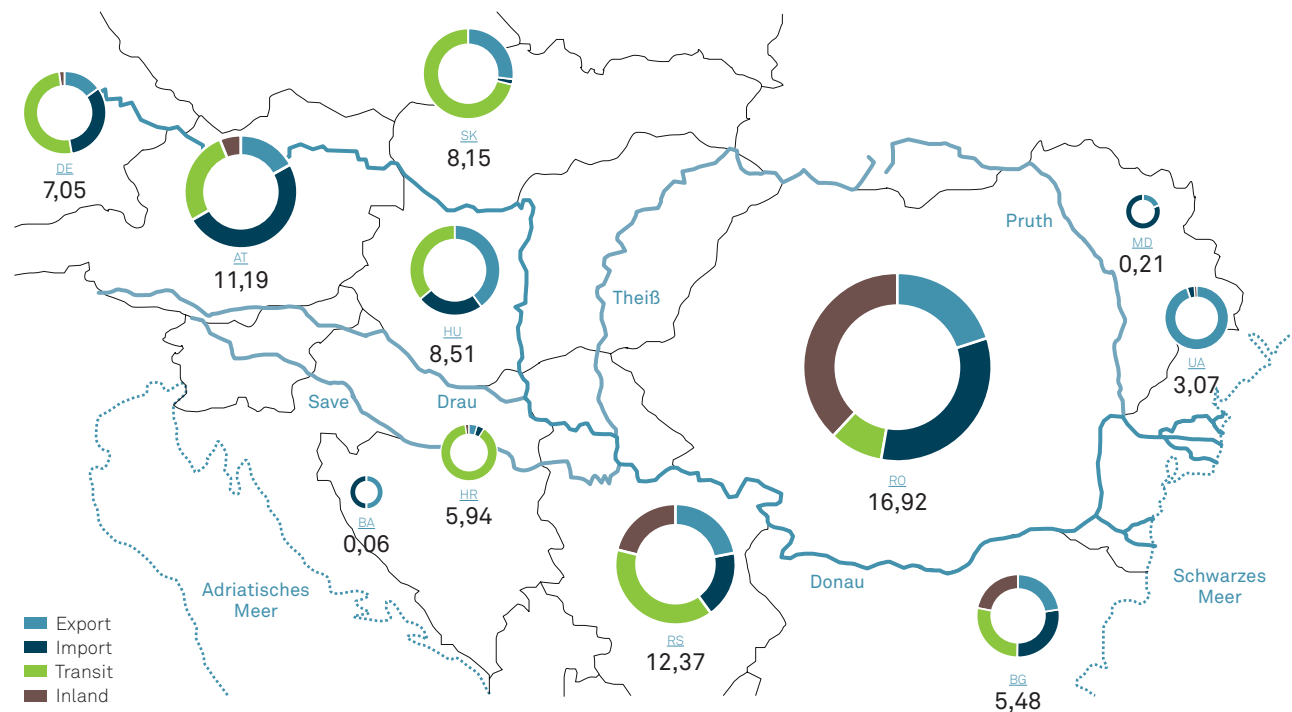 SK
8,15
DE
7,05
AT
11,19
HU
8,51
Theiß
Pruth
MD
0,21
UA
3,07
Save
Drau
HR
5,94
BA
0,06
RO
16,92
RS
12,37
Donau
BG
5,48
Adriatisches
Meer
Schwarzes
Meer
Export
Import
Transit
Inland